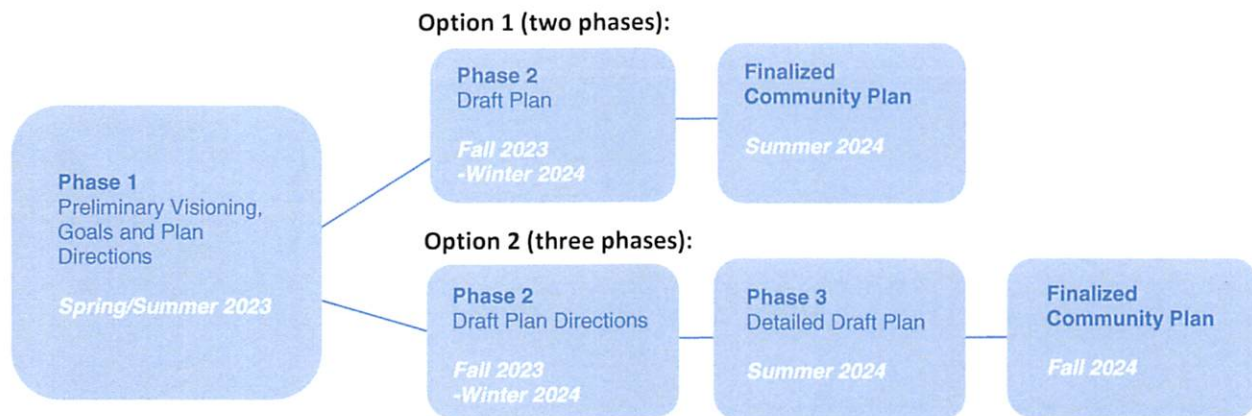 Option 1 (two phases):
Phase 2
Draft Plan
Fall 2023
-Winter 2024
Finalized
Community Plan
Summer 2024
Phase 1
Preliminary Visioning,
Goals and Plan
Directions
Spring/Summer 2023
Option 2 (three phases):
Phase 2
Draft Plan Directions
Fall 2023
-Winter 2024
Phase 3
Detailed Draft Plan
Summer 2024
Finalized
Community Plan
Fall 2024